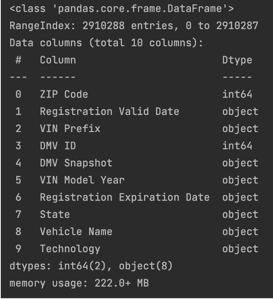 <class 'pandas.core.frame.DataFrame'>
RangeIndex: 2910288 entries, 0 to 2910287
Data columns (total 10 columns):
 #   Column                        Dtype
---  ------                        -----
 0   ZIP Code                      int64
 1   Registration Valid Date       object
 2   VIN Prefix                    object
 3   DMV ID                        int64
 4   DMV Snapshot                  object
 5   VIN Model Year                object
 6   Registration Expiration Date  object
 7   State                         object
 8   Vehicle Name                  object
 9   Technology                    object
dtypes: int64(2), object(8)
memory usage: 222.0+ MB